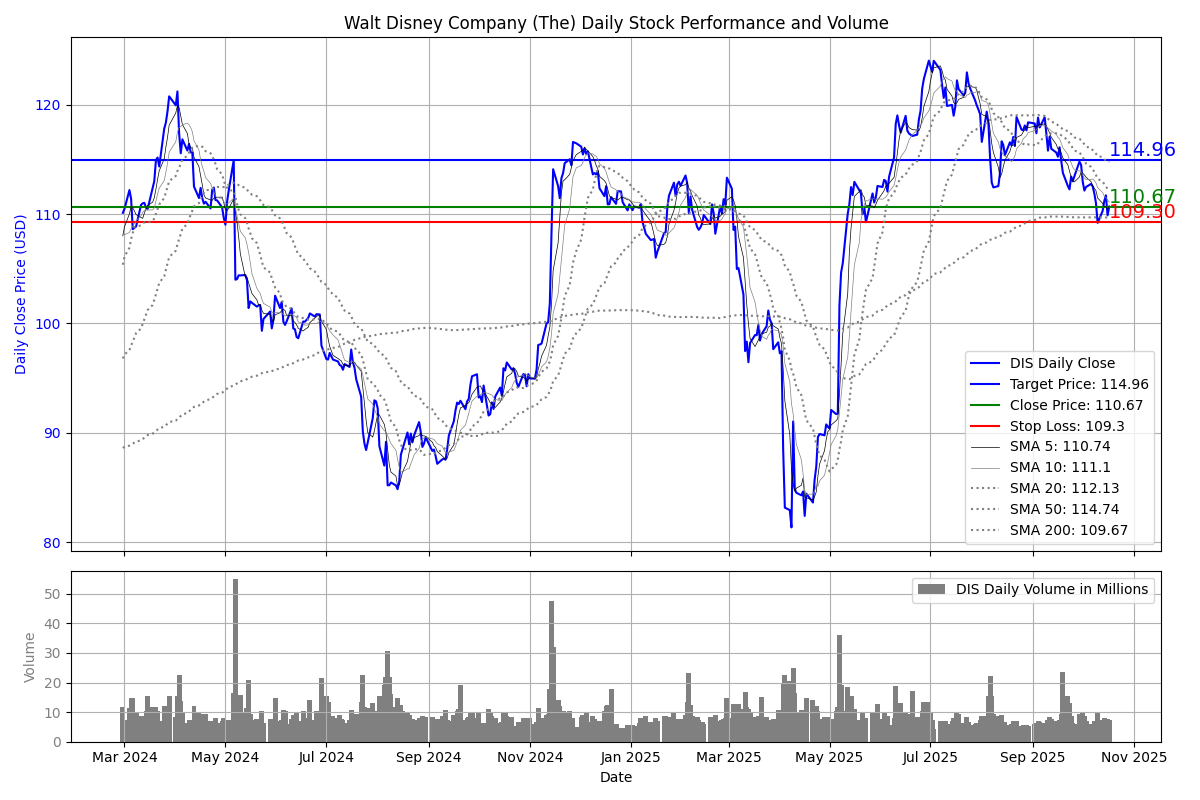 Walt Disney Company (The) Daily Stock Performance and Volume
Daily Close Price (USD)
120
110
100
90
80
114.96
110.67
109.30
DIS Daily Close
Target Price: 114.96
Close Price: 110.67
Stop Loss: 109.3
SMA 5: 110.74
SMA 10: 111.1
SMA 20: 112.13
SMA 50: 114.74
SMA 200: 109.67
Volume
50
40
30
20
10
0
DIS Daily Volume in Millions
Mar 2024 May 2024 Jul 2024 Sep 2024 Nov 2024 Jan 2025 Mar 2025 May 2025 Jul 2025 Sep 2025 Nov 2025
Date